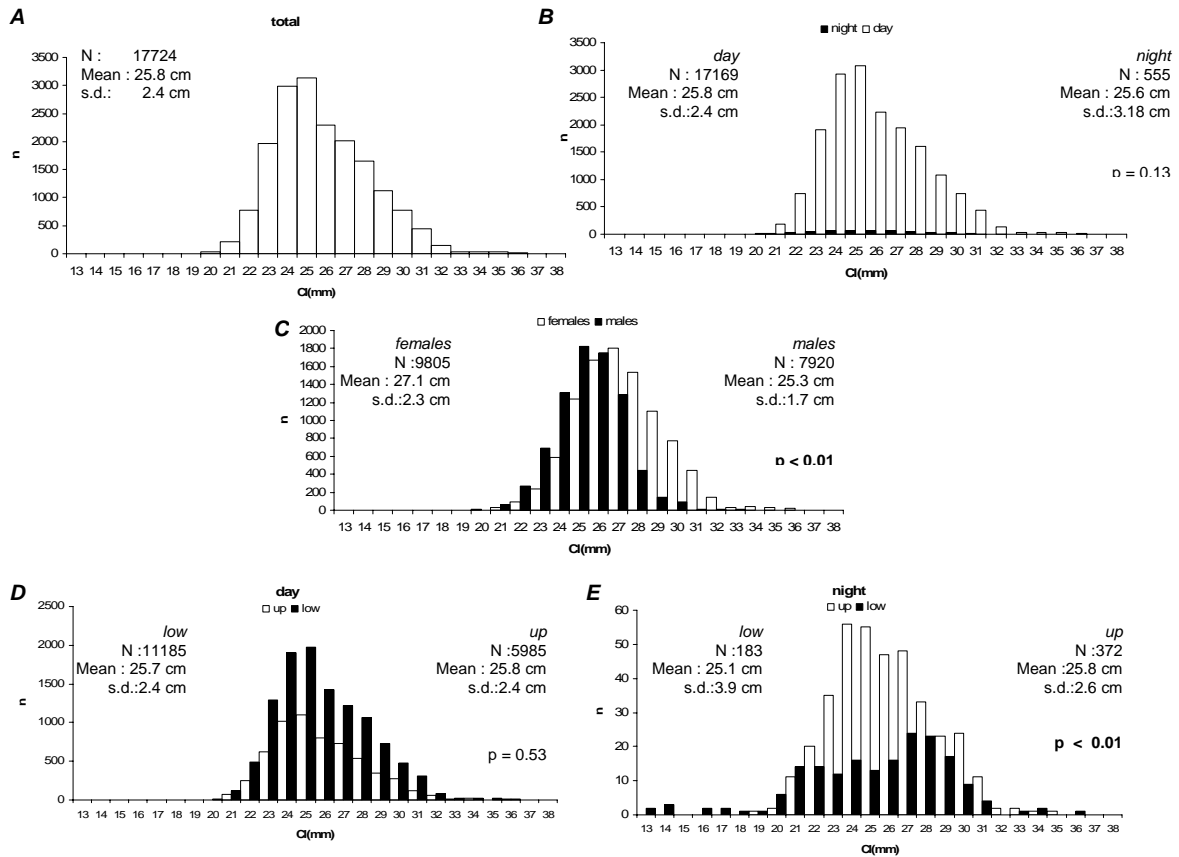 A
total
N : 17724
Mean : 25.8 cm
s.d.: 2.4 cm
3500
3000
2500
2000
1500
1000
500
0
n
13 14 15 16 17 18 19 20 21 22 23 24 25 26 27 28 29 30 31 32 33 34 35 36 37 38
Cl(mm)
B
night day
day
N : 17169
Mean : 25.8 cm
s.d.:2.4 cm
night
N : 555
Mean : 25.6 cm
s.d.:3.18 cm
p = 0.13
3500
3000
2500
2000
1500
1000
500
0
n
13 14 15 16 17 18 19 20 21 22 23 24 25 26 27 28 29 30 31 32 33 34 35 36 37 38
Cl(mm)
C
females males
females
N :9805
Mean : 27.1 cm
s.d.:2.3 cm
males
N : 7920
Mean : 25.3 cm
s.d.:1.7 cm
p < 0.01
2000
1800
1600
1400
1200
1000
800
600
400
200
0
n
13 14 15 16 17 18 19 20 21 22 23 24 25 26 27 28 29 30 31 32 33 34 35 36 37 38
Cl(mm)
D
day
up low
low
N :11185
Mean : 25.7 cm
s.d.:2.4 cm
up
N :5985
Mean : 25.8 cm
s.d.:2.4 cm
p = 0.53
2500
2000
1500
1000
500
0
n
13 14 15 16 17 18 19 20 21 22 23 24 25 26 27 28 29 30 31 32 33 34 35 36 37 38
Cl(mm)
E
night
up low
low
N :183
Mean : 25.1 cm
s.d.:3.9 cm
up
N : 372
Mean :25.8 cm
s.d.:2.6 cm
p < 0.01
60
50
40
30
20
10
0
n
13 14 15 16 17 18 19 20 21 22 23 24 25 26 27 28 29 30 31 32 33 34 35 36 37 38
Cl(mm)